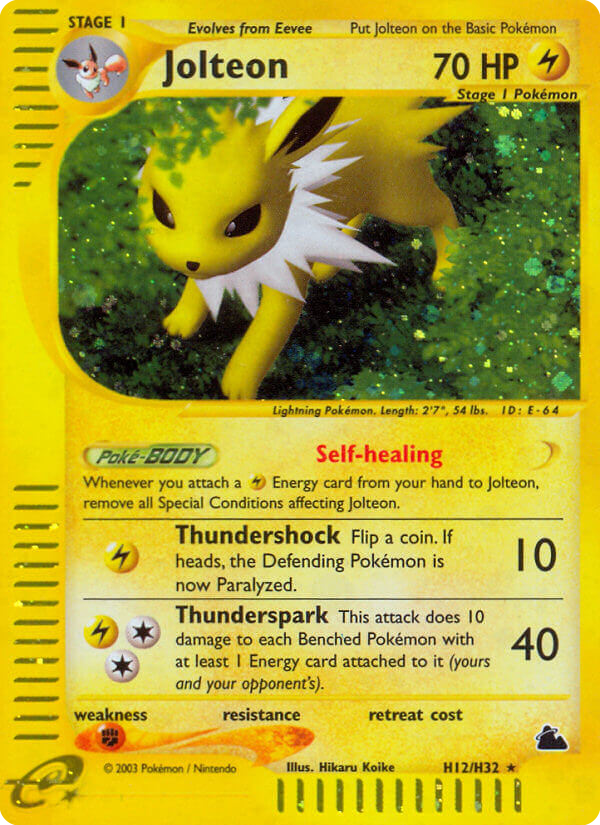 STAGE 1
Evolves from Eevee
Put Jolteon on the Basic Pokémon
Jolteon
70 HP
Stage 1 Pokémon
Lightning Pokémon. Length: 2'7", 54 lbs. ID: E-64
Poké-BODY
Self-healing
Whenever you attach a Energy card from your hand to Jolteon,
remove all Special Conditions affecting Jolteon.
Thundershock Flip a coin. If
heads, the Defending Pokémon is
now Paralyzed.
10
Thunderspark This attack does 10
damage to each Benched Pokémon with
at least 1 Energy card attached to it (yours
and your opponent's).
40
weakness
resistance
retreat cost
© 2003 Pokémon / Nintendo
Illus. Hikaru Koike
H12/H32 ★
e